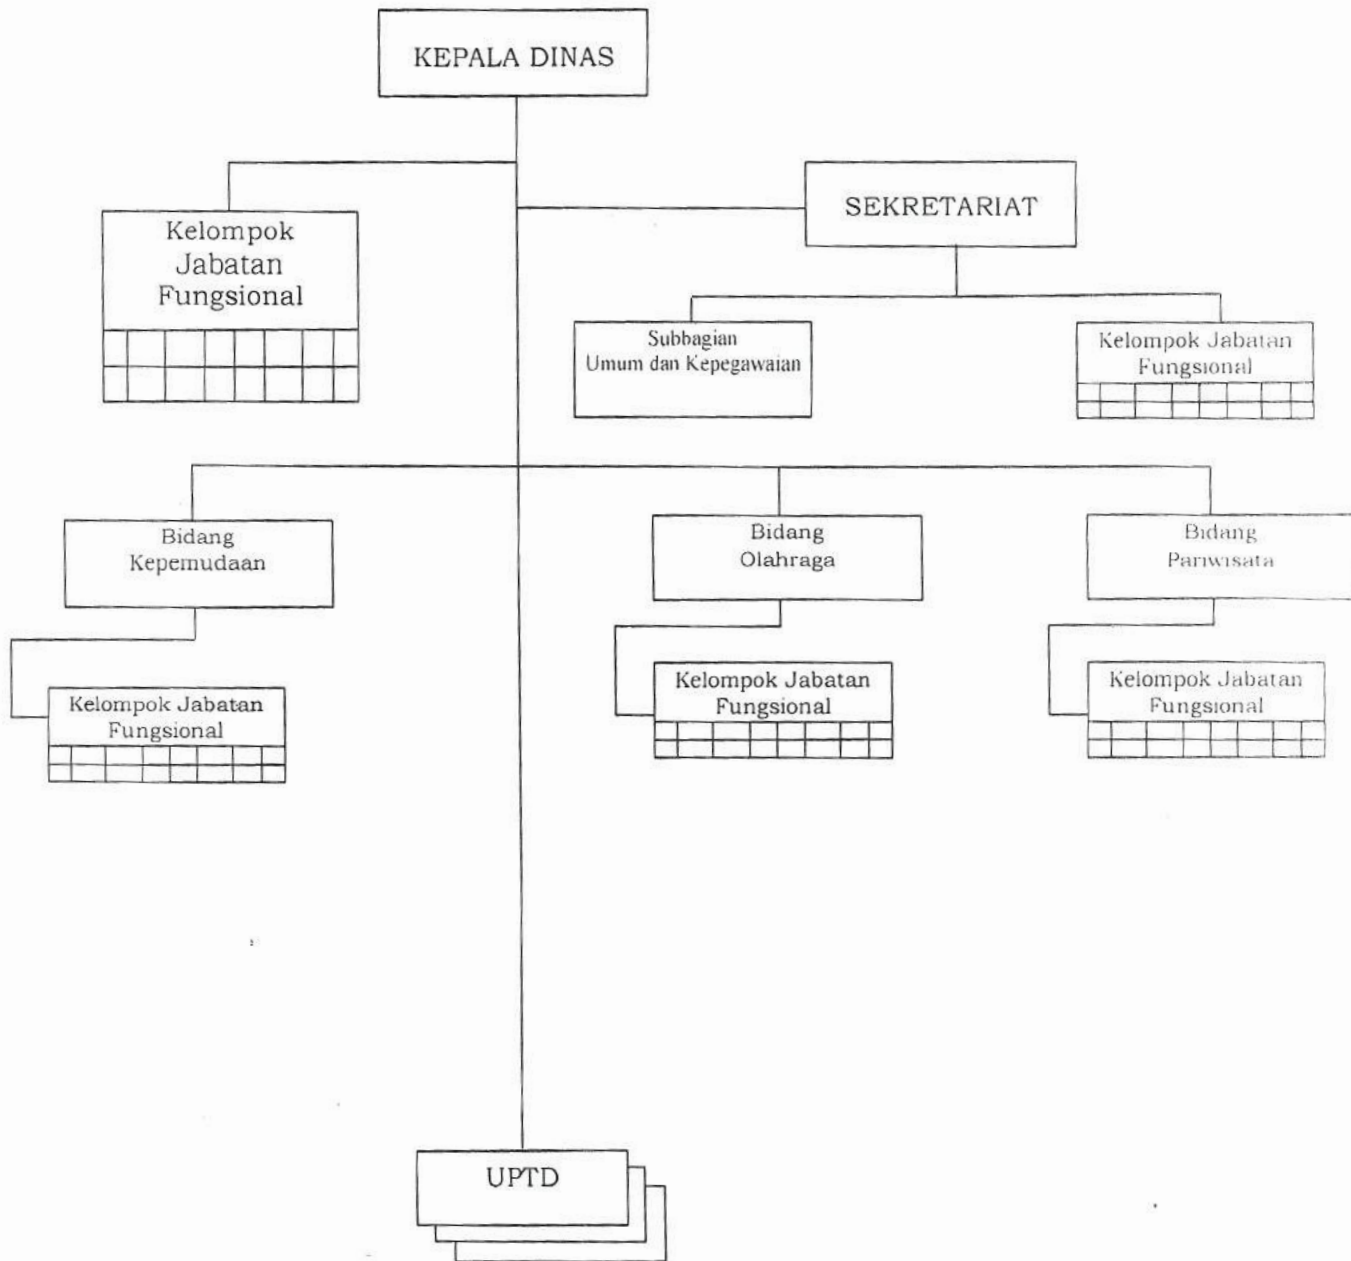 KEPALA DINAS
SEKRETARIAT
Kelompok
Jabatan
Fungsional
Subbagian
Umum dan Kepegawaian
Kelompok Jabatan
Fungsional
Bidang
Kepemudaan
Bidang
Olahraga
Bidang
Pariwisata
Kelompok Jabatan
Fungsional
Kelompok Jabatan
Fungsional
Kelompok Jabatan
Fungsional
UPTD